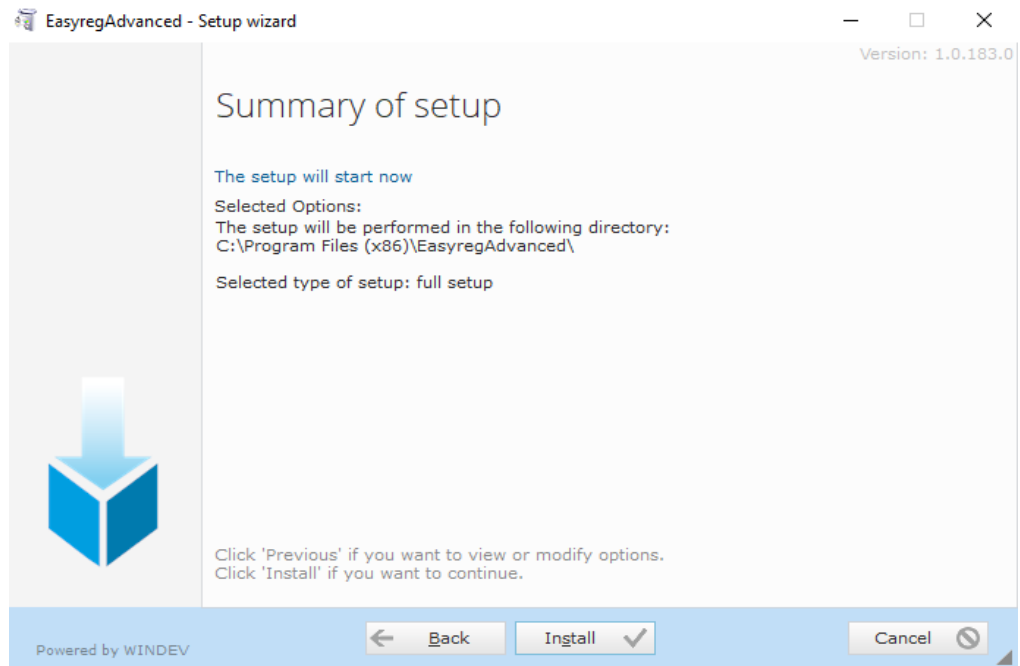 EasyregAdvanced - Setup wizard
Version: 1.0.183.0
Summary of setup
The setup will start now
Selected Options:
The setup will be performed in the following directory:
C:\Program Files (x86)\EasyregAdvanced\
Selected type of setup: full setup
Click 'Previous' if you want to view or modify options.
Click 'Install' if you want to continue.
Powered by WINDEV
Back
Install
Cancel